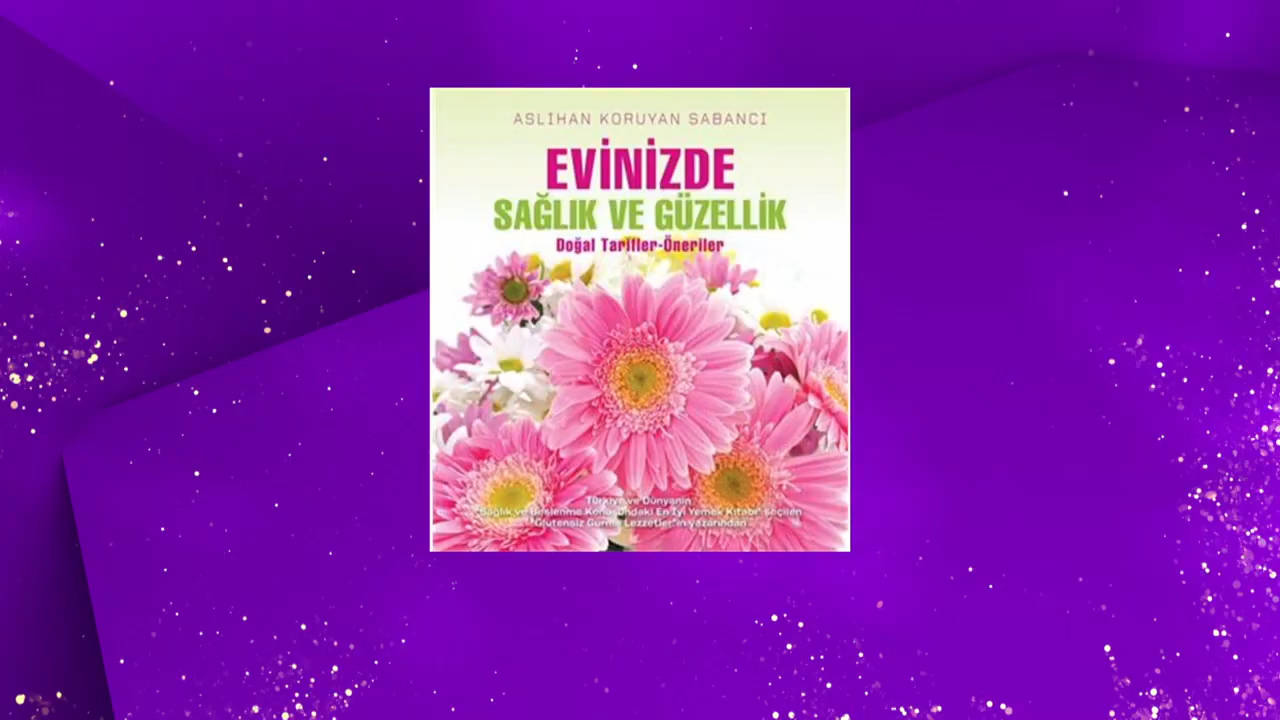 ASLIHAN KORUYAN SABANCI
EVİNİZDE
SAĞLIK VE GÜZELLİK
Doğal Tarifler-Öneriler
Türkiye ve Dünyanın
"Sağlık ve Beslenme Konusundaki En İyi Yemek Kitabı" seçilen
"Glutensiz Gurme Lezzetler"in yazarından